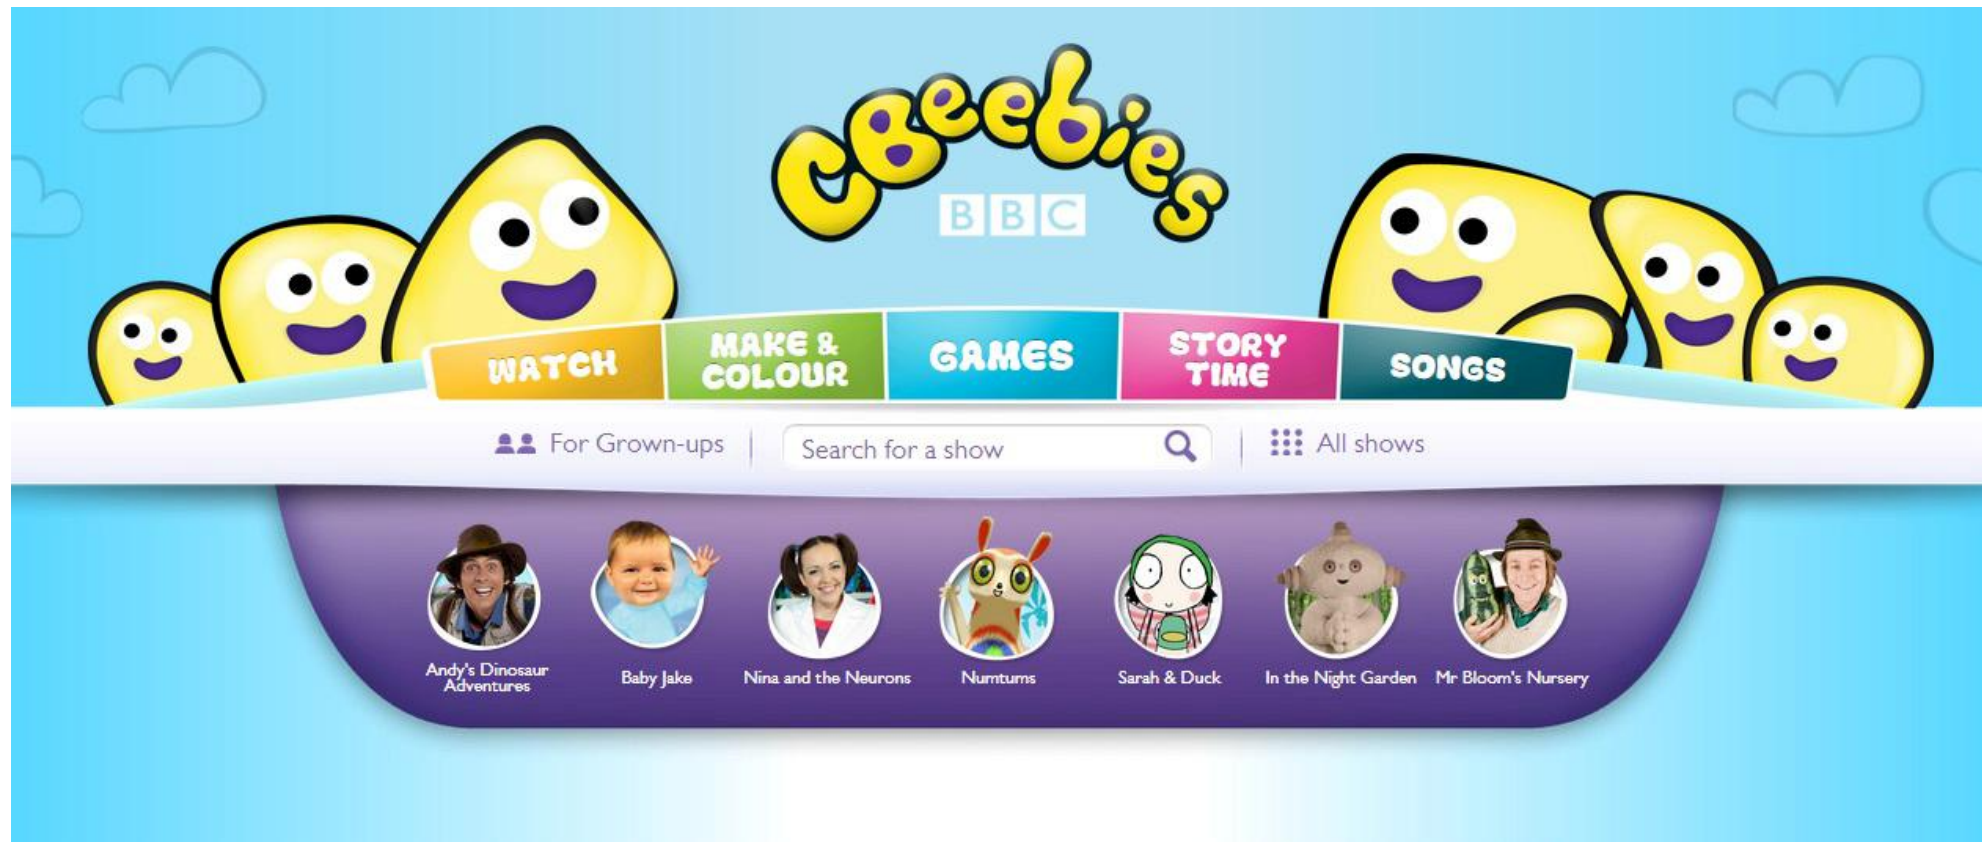 CBeebies
BBC
WATCH
MAKE &
COLOUR
GAMES
STORY
TIME
SONGS
For Grown-ups
Search for a show
All shows
Andy's Dinosaur
Adventures
Baby Jake
Nina and the Neurons
Numtums
Sarah & Duck
In the Night Garden
Mr Bloom's Nursery